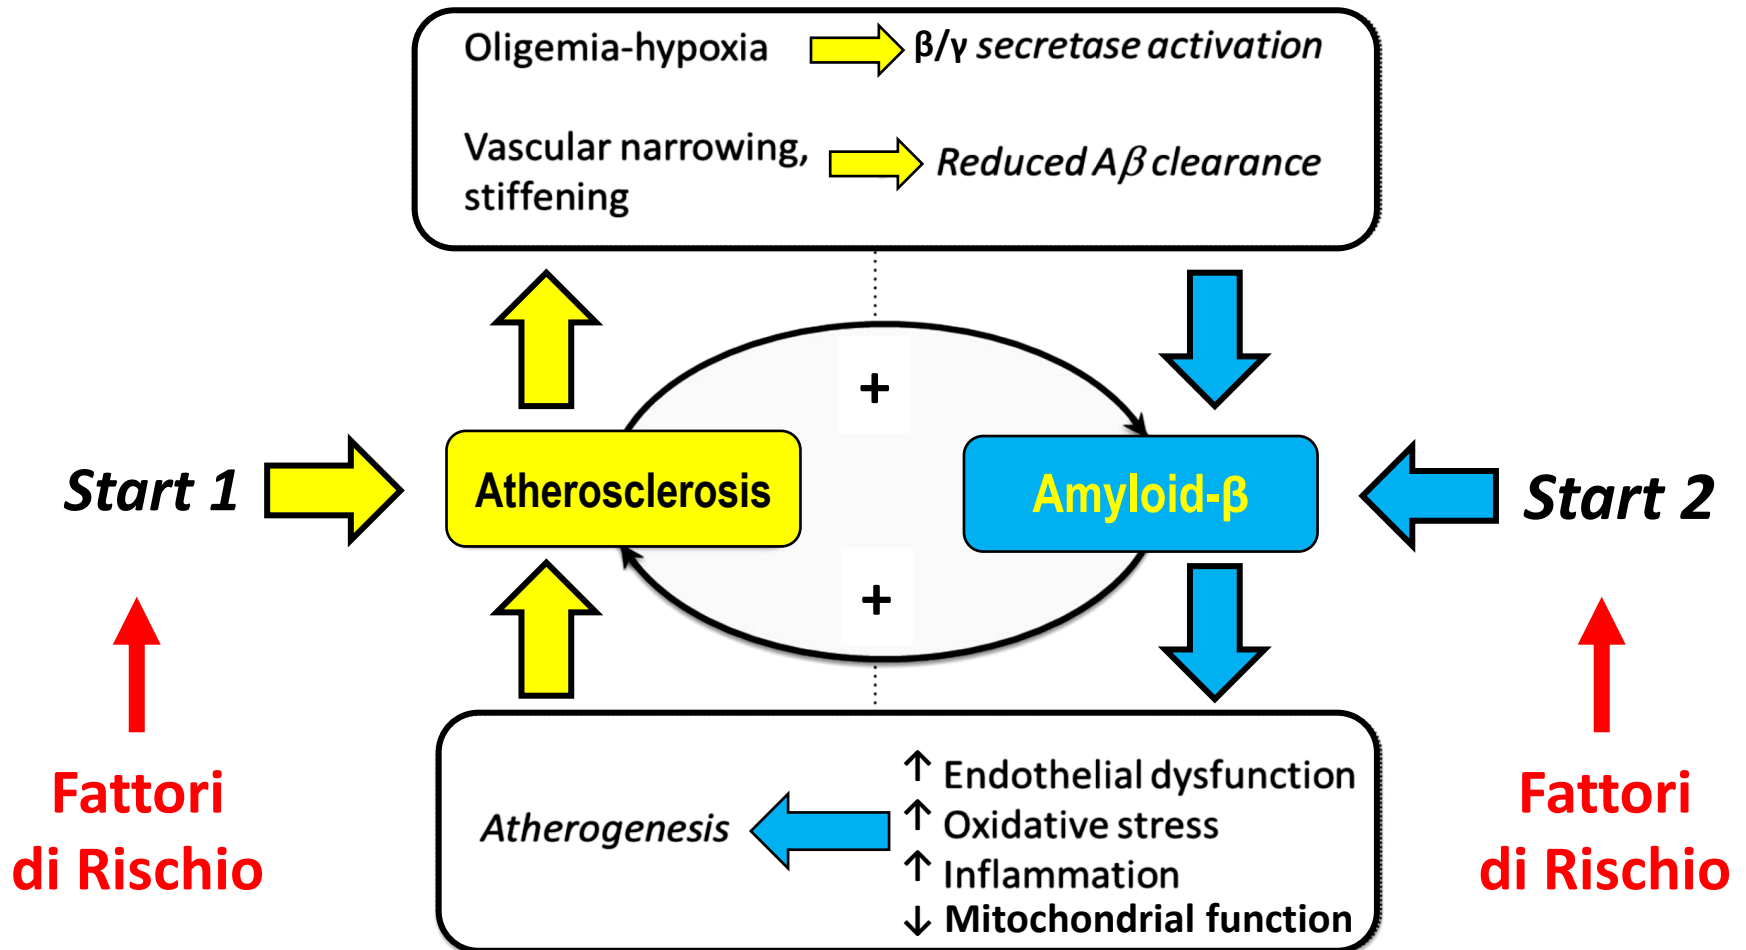 Oligemia-hypoxia
β/γ secretase activation
Vascular narrowing,
stiffening
Reduced Aβ clearance
+
Start 1
Atherosclerosis
Amyloid-β
Start 2
+
Fattori
di Rischio
Atherogenesis
↑ Endothelial dysfunction
↑ Oxidative stress
↑ Inflammation
↓ Mitochondrial function
Fattori
di Rischio